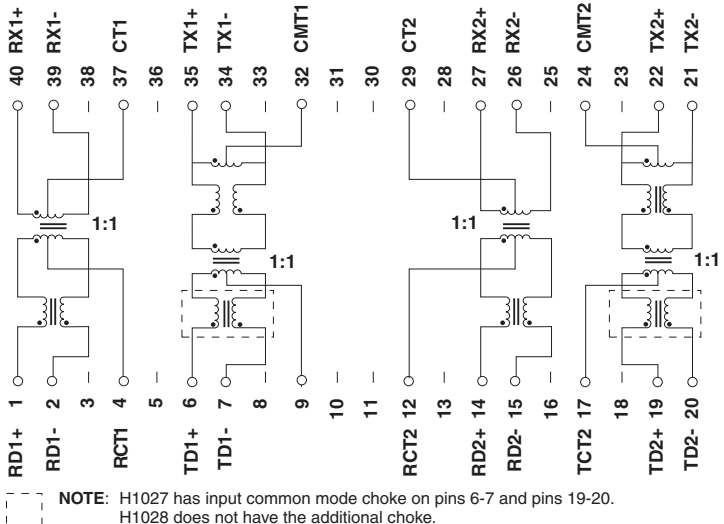 40 RX1+
39 RX1-
38
37 CT1
36
35 TX1+
34 TX1-
33
32 CMT1
31
30
29 CT2
28
27 RX2+
26 RX2-
25
24 CMT2
23
22 TX2+
21 TX2-
1:1
1:1
1:1
1:1
RD1+ 1
RD1- 2
3
RCT1 4
5
TD1+ 6
TD1- 7
8
9
10
11
RCT2 12
13
RD2+ 14
RD2- 15
16
TCT2 17
18
TD2+ 19
TD2- 20
NOTE: H1027 has input common mode choke on pins 6-7 and pins 19-20.
H1028 does not have the additional choke.